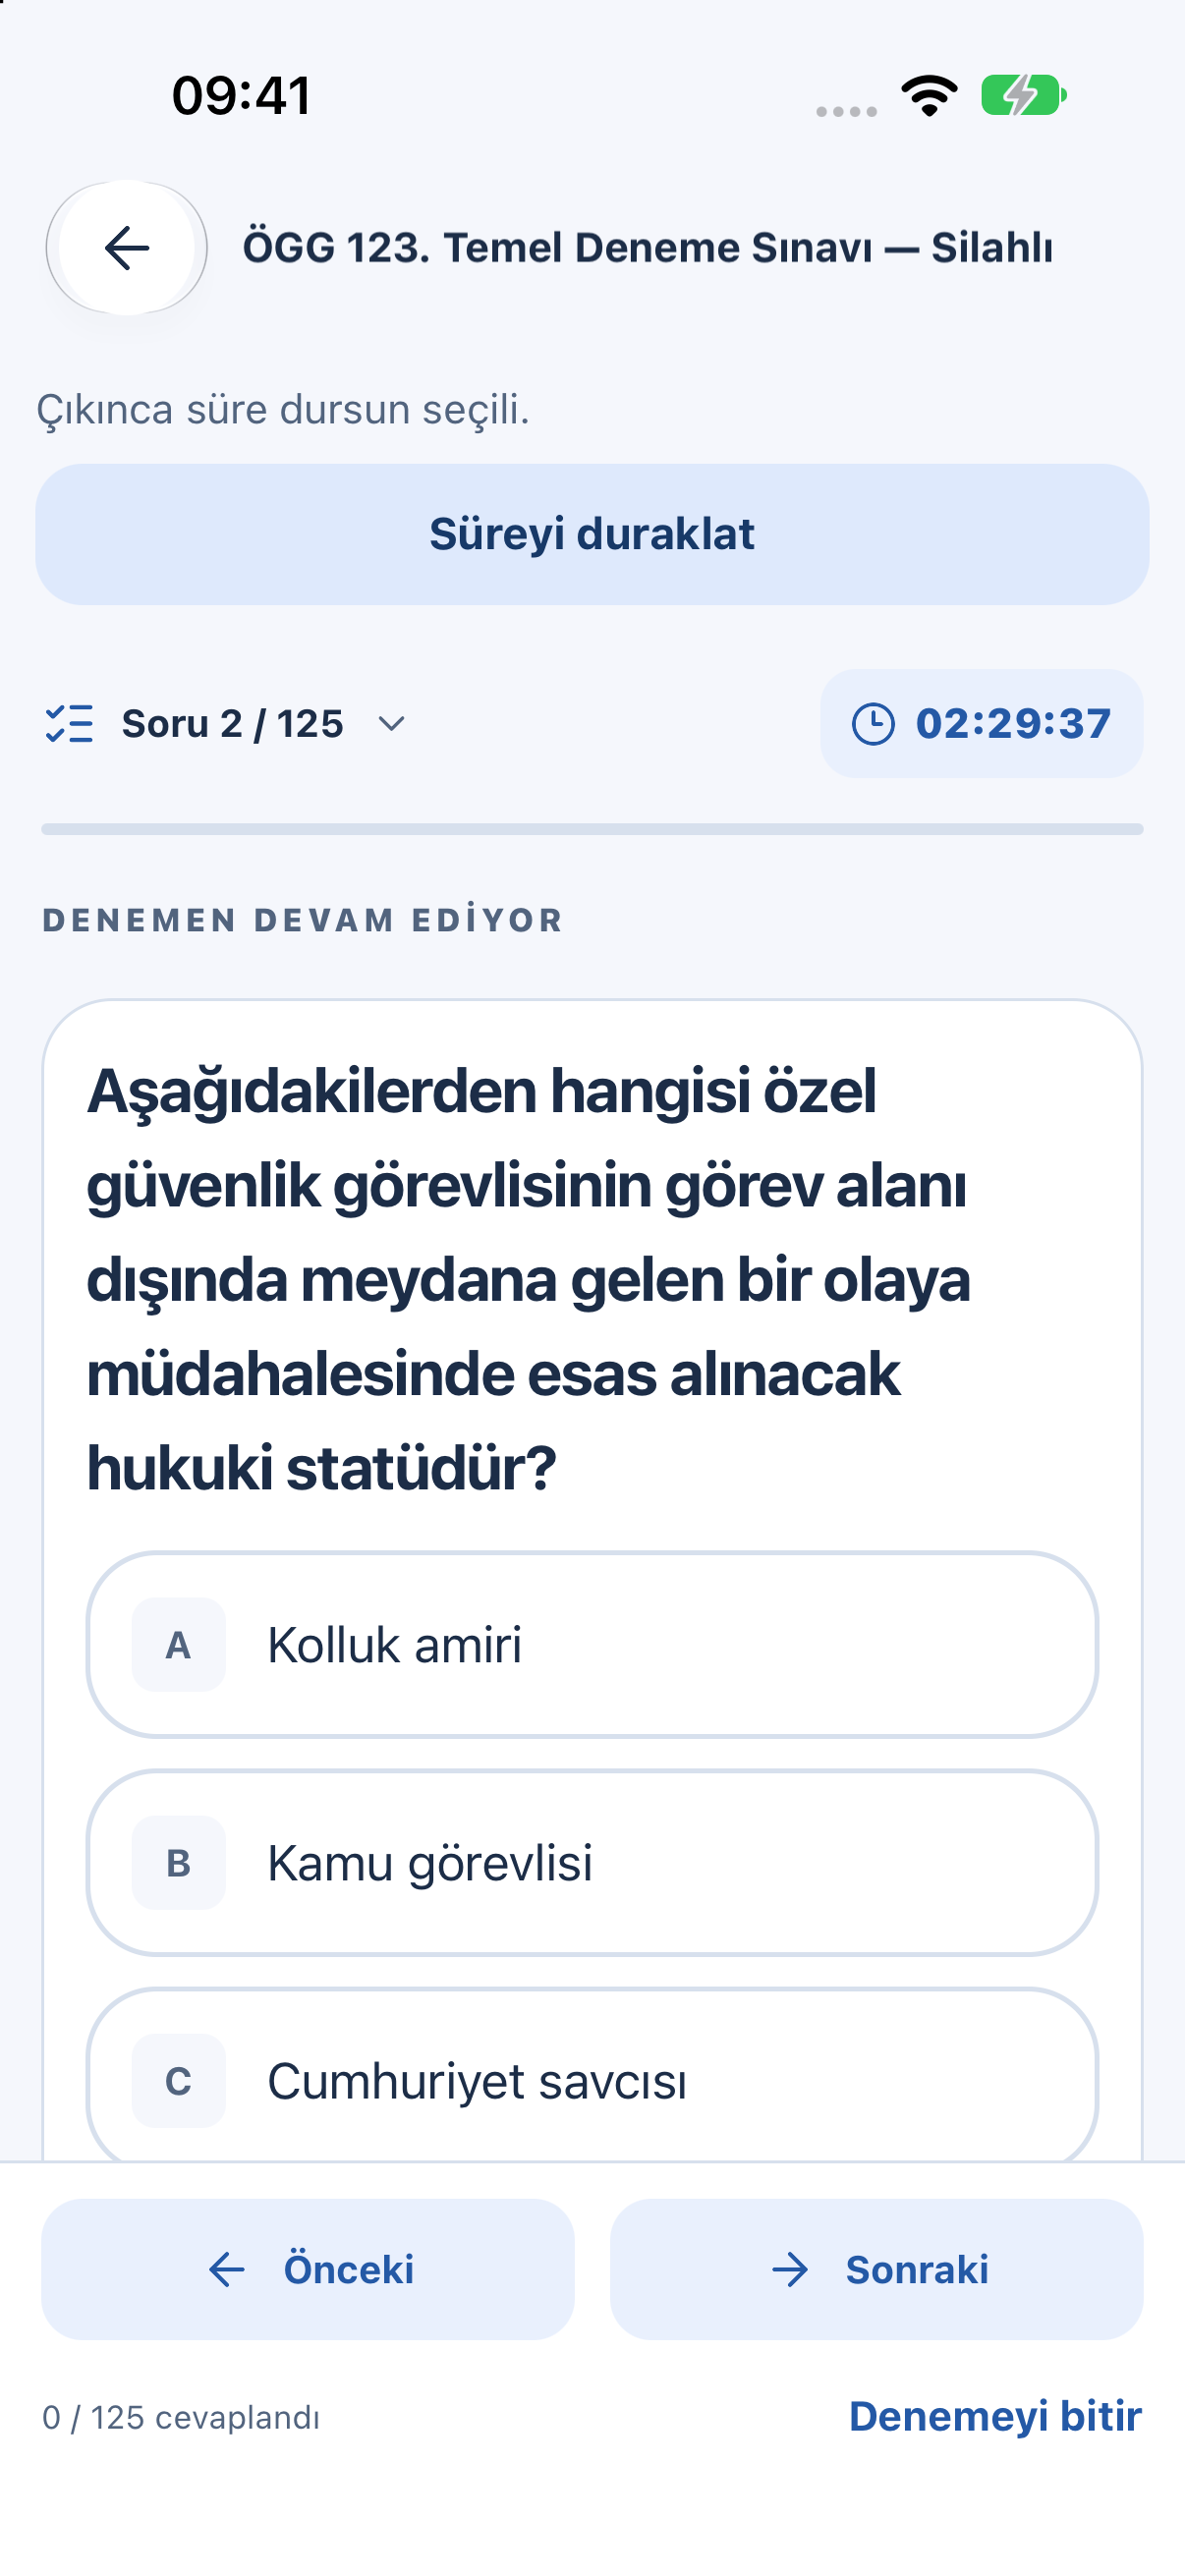 09:41
ÖGG 123. Temel Deneme Sınavı — Silahlı
Çıkınca süre dursun seçili.
Süreyi duraklat
Soru 2 / 125
02:29:37
DENEMEN DEVAM EDİYOR
Aşağıdakilerden hangisi özel
güvenlik görevlisinin görev alanı
dışında meydana gelen bir olaya
müdahalesinde esas alınacak
hukuki statüdür?
A Kolluk amiri
B Kamu görevlisi
C Cumhuriyet savcısı
Önceki
Sonraki
0 / 125 cevaplandı
Denemeyi bitir